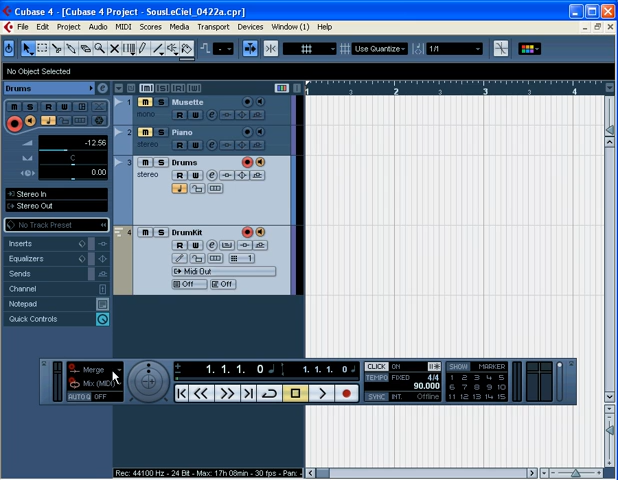 Cubase 4 - [Cubase 4 Project - SousLeCiel_0422a.cpr]
File Edit Project Audio MIDI Scores Media Transport Devices Window (1) Help
Use Quantize 1/1
No Object Selected
Drums
M S R W
-12.56
C
0.00
Stereo In
Stereo Out
No Track Preset
Inserts
Equalizers
Sends
Channel
Notepad
Quick Controls
1 M S Musette
mono R W e
2 M S Piano
stereo R W e
3 M S Drums
stereo R W e
4 M S DrumKit
R W e
1
Midi Out
Off Off
1 2 3 4
Merge
Mix (MIDI)
AUTO Q OFF
1. 1. 1. 0 1. 1. 1. 0
CLICK ON
TEMPO FIXED 4/4
90.000
SYNC INT. Offline
SHOW MARKER
1 2 3 4 5
6 7 8 9 10
11 12 13 14 15
Rec: 44100 Hz - 24 Bit - Max: 17h 08min - 30 fps - Pan: -